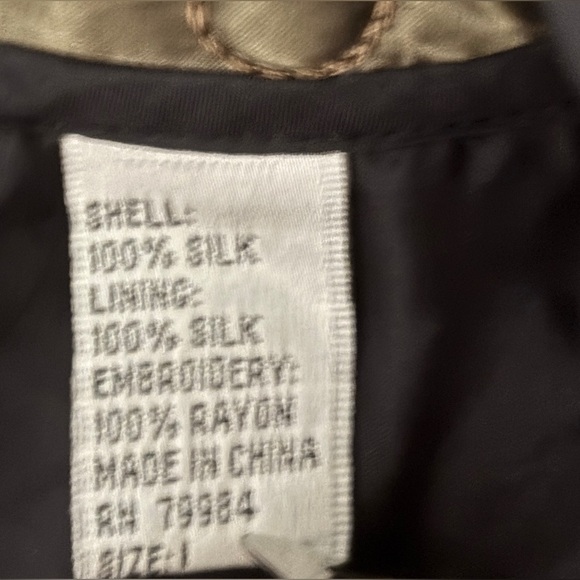 SHELL:
100% SILK
LINING:
100% SILK
EMBROIDERY:
100% RAYON
MADE IN CHINA
RN 79984
SIZE: